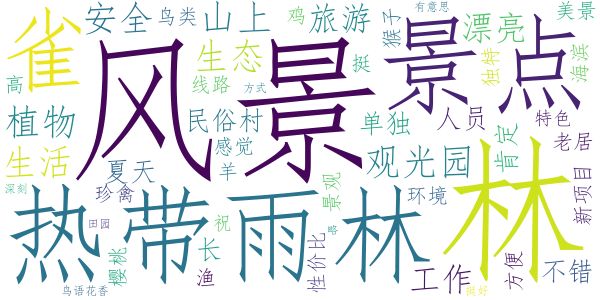 雀
安全
鸟类
山上
鸡
旅游
猴子
有意思
漂亮
美景
高
生态
线路
方式
挺
独特
海滨
风景
景点
植物
民俗村
单独
人员
特色
生活
感觉
肯定
老居
夏天
羊
观光园
深刻
珍禽
景观
环境
新项目
热带雨林
林
田园
祝
略
樱桃
长
渔
性价比
工作
方便
不错
鸟语花香
挺好